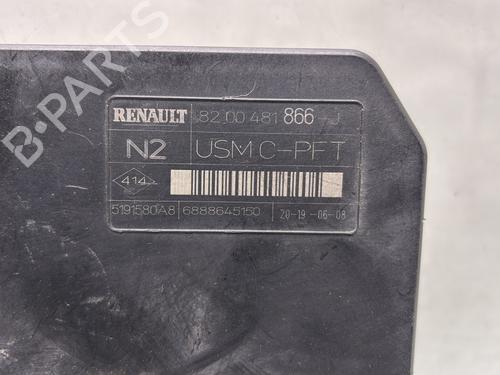 RENAULT 8200481866-J
N2 USM C-PFT
414
5191580A8 6888645150 20-19-06-08
B-PARTS